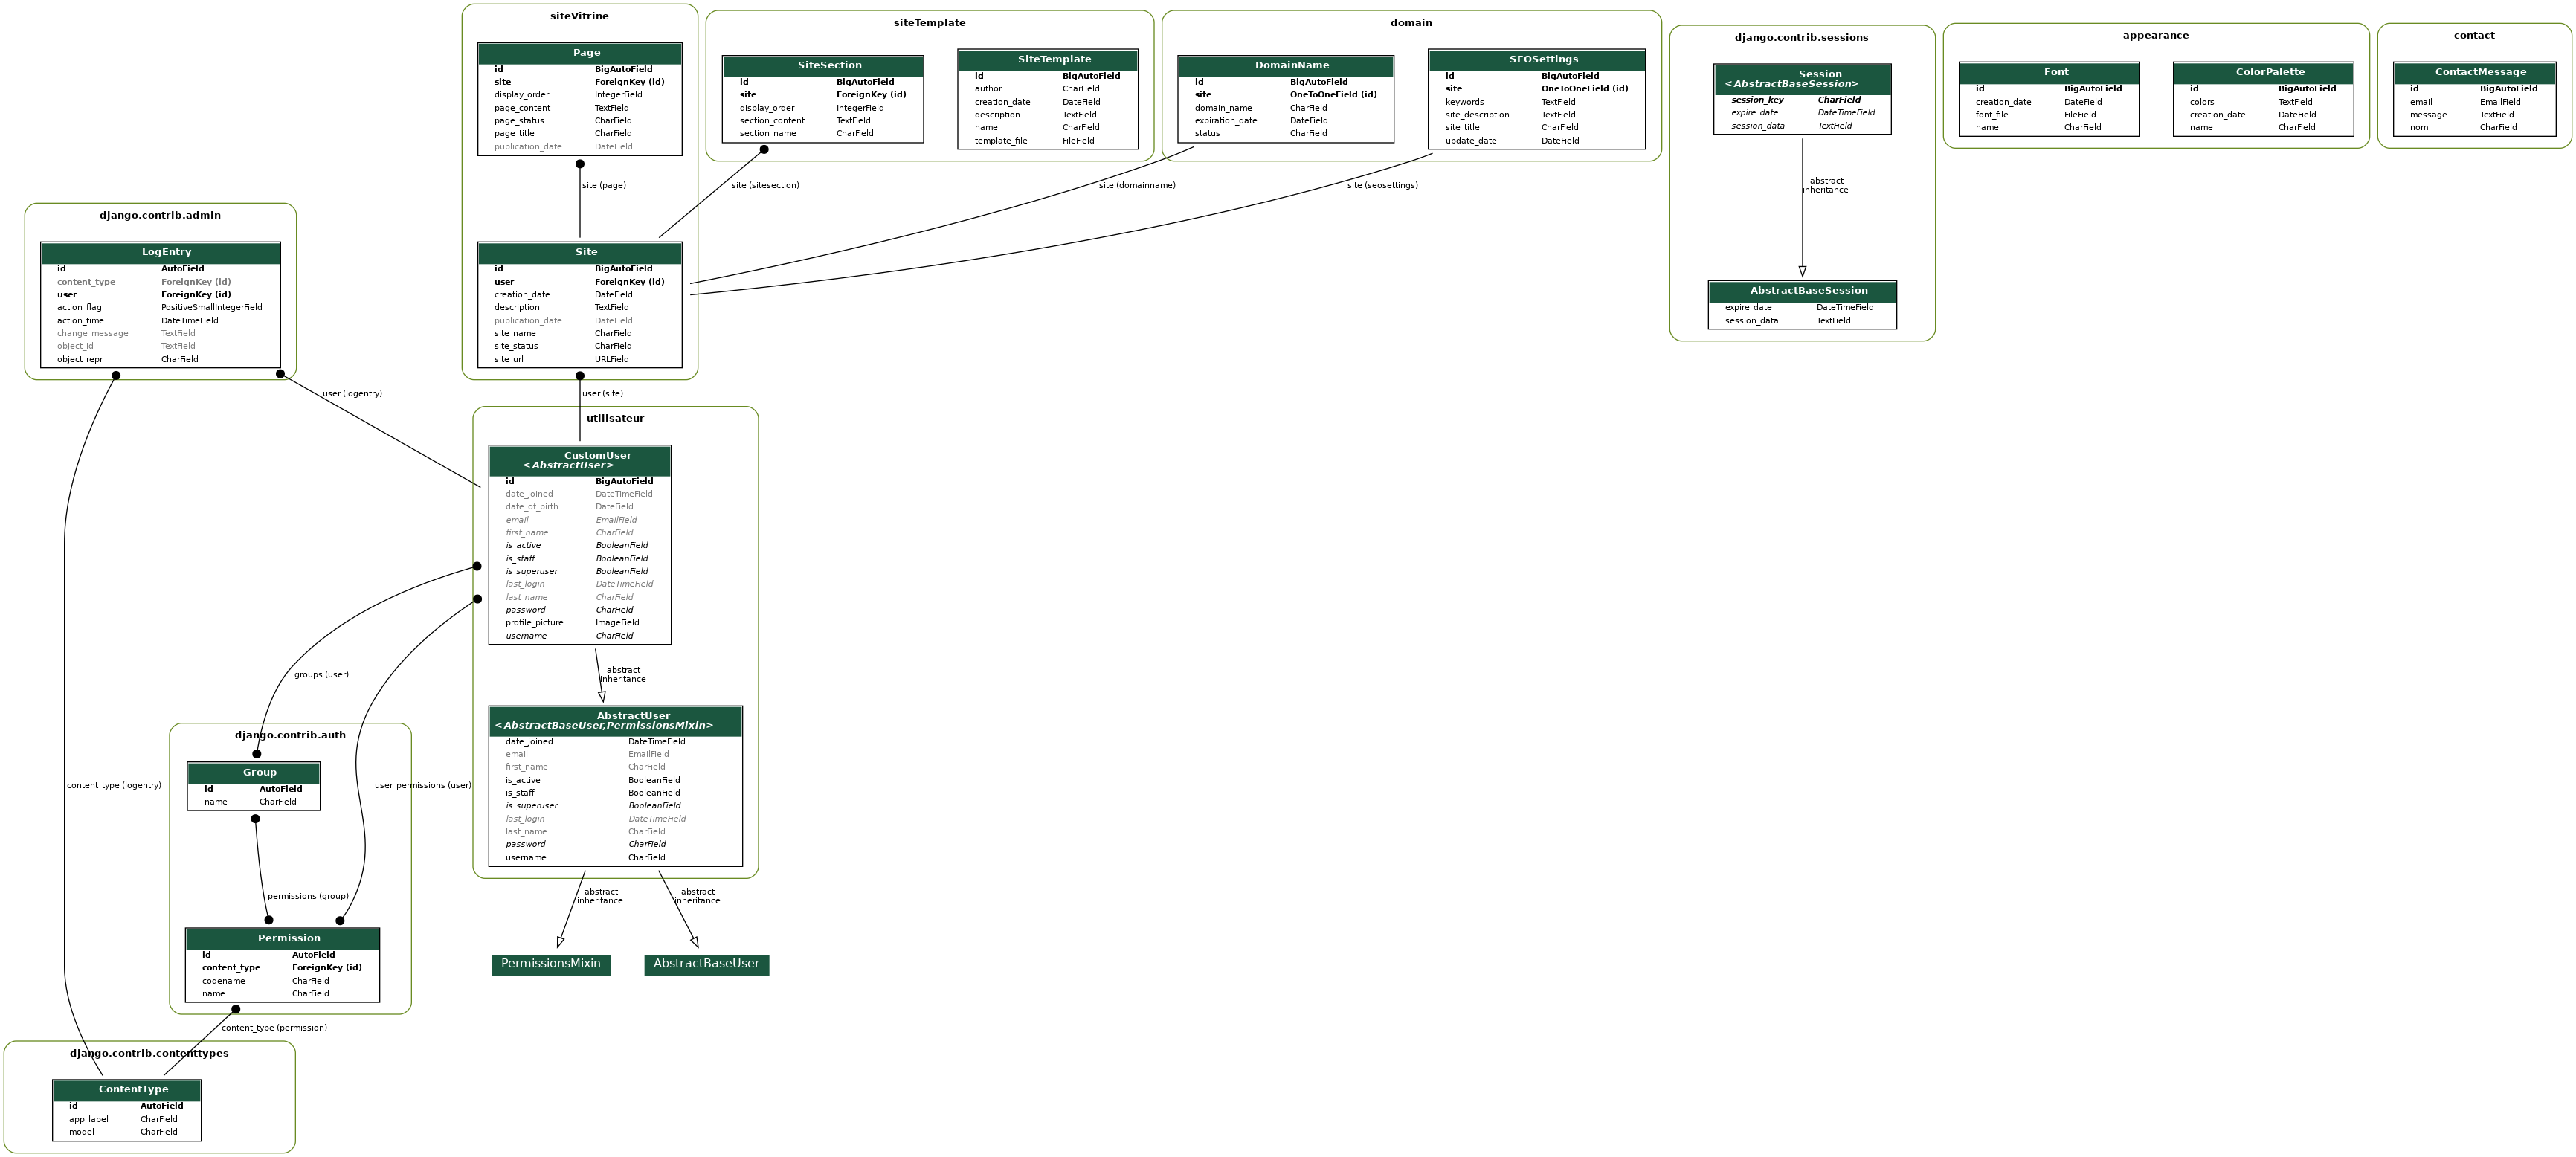 siteVitrine
Page
id BigAutoField
site ForeignKey (id)
display_order IntegerField
page_content TextField
page_status CharField
page_title CharField
publication_date DateField
site (page)
Site
id BigAutoField
user ForeignKey (id)
creation_date DateField
description TextField
publication_date DateField
site_name CharField
site_status CharField
site_url URLField
user (site)
siteTemplate
SiteSection
id BigAutoField
site ForeignKey (id)
display_order IntegerField
section_content TextField
section_name CharField
site (sitesection)
SiteTemplate
id BigAutoField
author CharField
creation_date DateField
description TextField
name CharField
template_file FileField
domain
DomainName
id BigAutoField
site OneToOneField (id)
domain_name CharField
expiration_date DateField
status CharField
site (domainname)
SEOSettings
id BigAutoField
site OneToOneField (id)
keywords TextField
site_description TextField
site_title CharField
update_date DateField
site (seosettings)
django.contrib.sessions
Session
<AbstractBaseSession>
session_key CharField
expire_date DateTimeField
session_data TextField
abstract
inheritance
AbstractBaseSession
expire_date DateTimeField
session_data TextField
appearance
Font
id BigAutoField
creation_date DateField
font_file FileField
name CharField
ColorPalette
id BigAutoField
colors TextField
creation_date DateField
name CharField
contact
ContactMessage
id BigAutoField
email EmailField
message TextField
nom CharField
django.contrib.admin
LogEntry
id AutoField
content_type ForeignKey (id)
user ForeignKey (id)
action_flag PositiveSmallIntegerField
action_time DateTimeField
change_message TextField
object_id TextField
object_repr CharField
user (logentry)
content_type (logentry)
utilisateur
CustomUser
<AbstractUser>
id BigAutoField
date_joined DateTimeField
date_of_birth DateField
email EmailField
first_name CharField
is_active BooleanField
is_staff BooleanField
is_superuser BooleanField
last_login DateTimeField
last_name CharField
password CharField
profile_picture ImageField
username CharField
abstract
inheritance
groups (user)
user_permissions (user)
AbstractUser
<AbstractBaseUser,PermissionsMixin>
date_joined DateTimeField
email EmailField
first_name CharField
is_active BooleanField
is_staff BooleanField
is_superuser BooleanField
last_login DateTimeField
last_name CharField
password CharField
username CharField
abstract
inheritance
abstract
inheritance
PermissionsMixin
AbstractBaseUser
django.contrib.auth
Group
id AutoField
name CharField
permissions (group)
Permission
id AutoField
content_type ForeignKey (id)
codename CharField
name CharField
content_type (permission)
django.contrib.contenttypes
ContentType
id AutoField
app_label CharField
model CharField